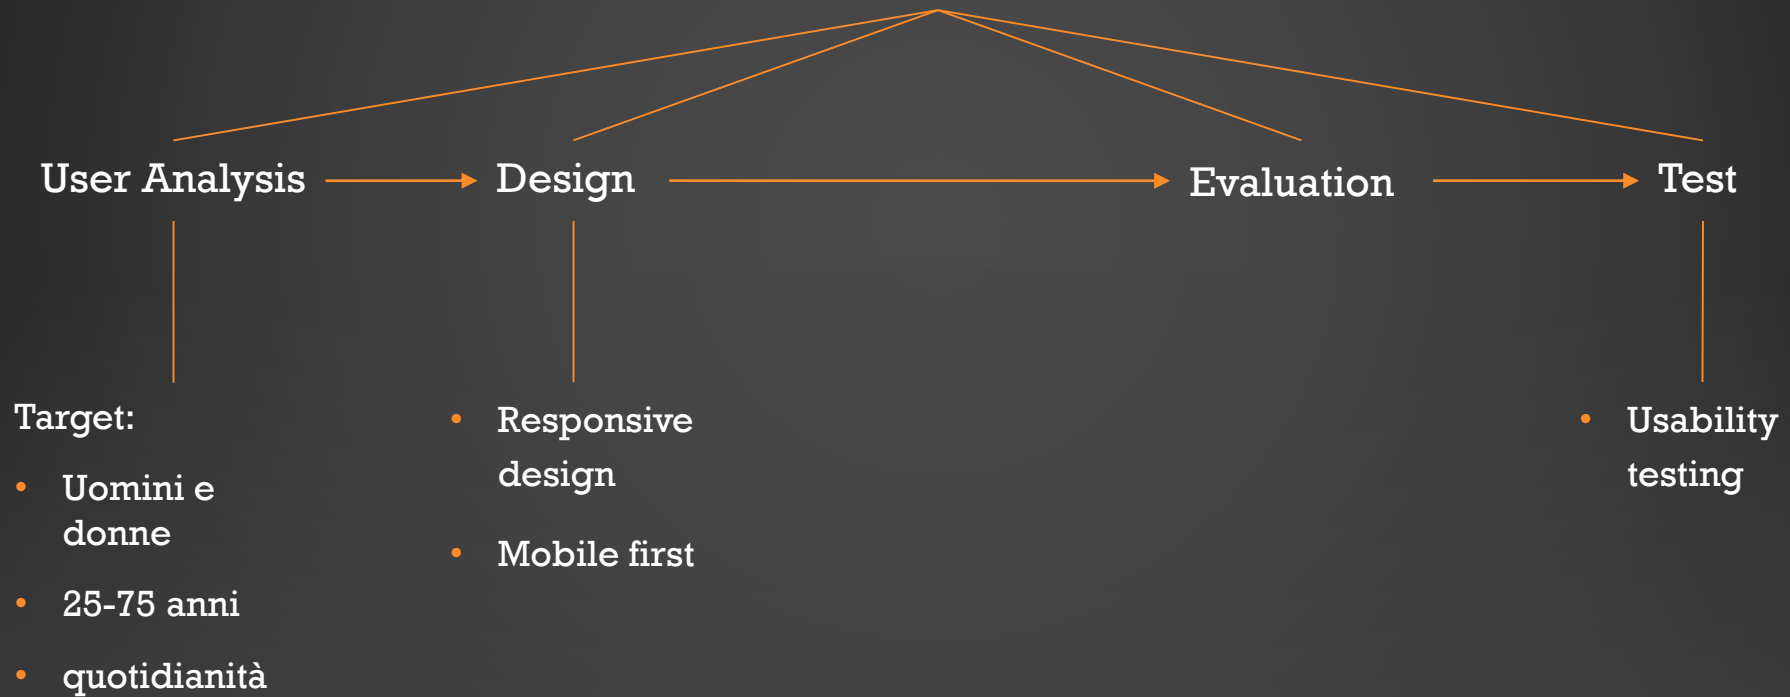 User Analysis
Design
Evaluation
Test
Target:
• Uomini e
donne
• 25-75 anni
• quotidianità
• Responsive
design
• Mobile first
• Usability
testing